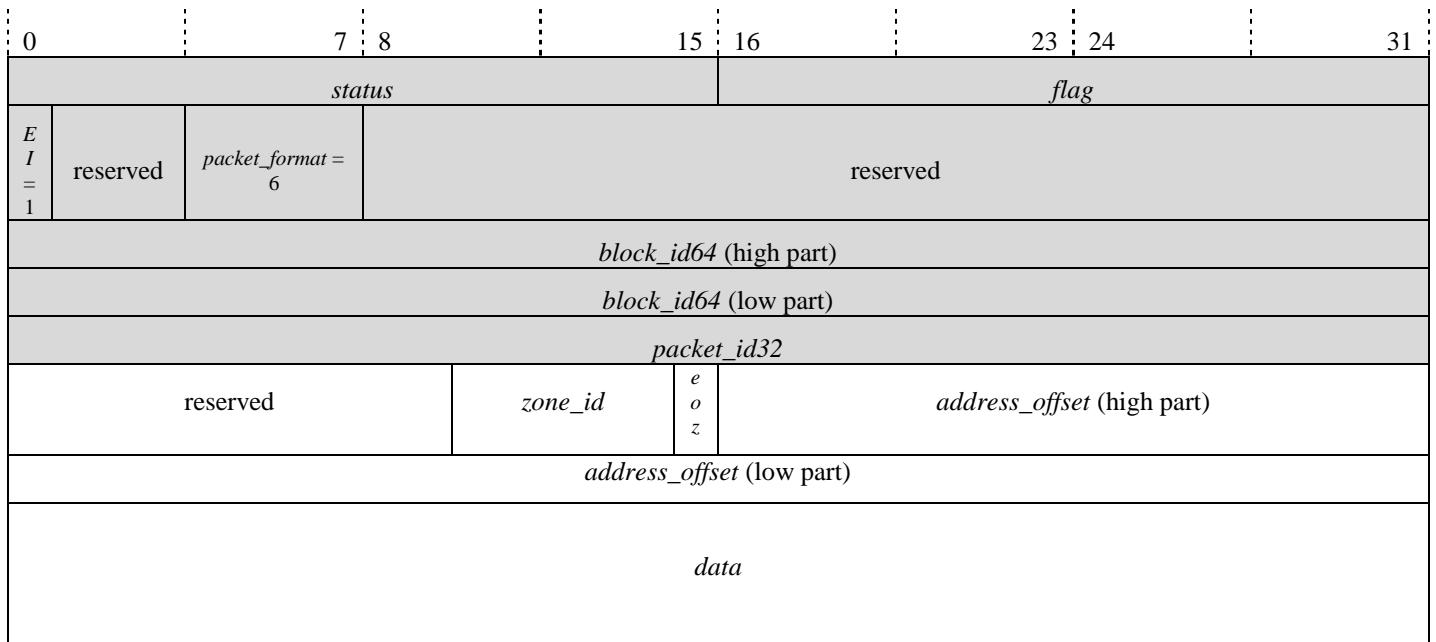 0 7 8 15 16 23 24 31
status flag
E
I
=
1
reserved
packet_format =
6
reserved
block_id64 (high part)
block_id64 (low part)
packet_id32
reserved
zone_id
e
o
z
address_offset (high part)
address_offset (low part)
data